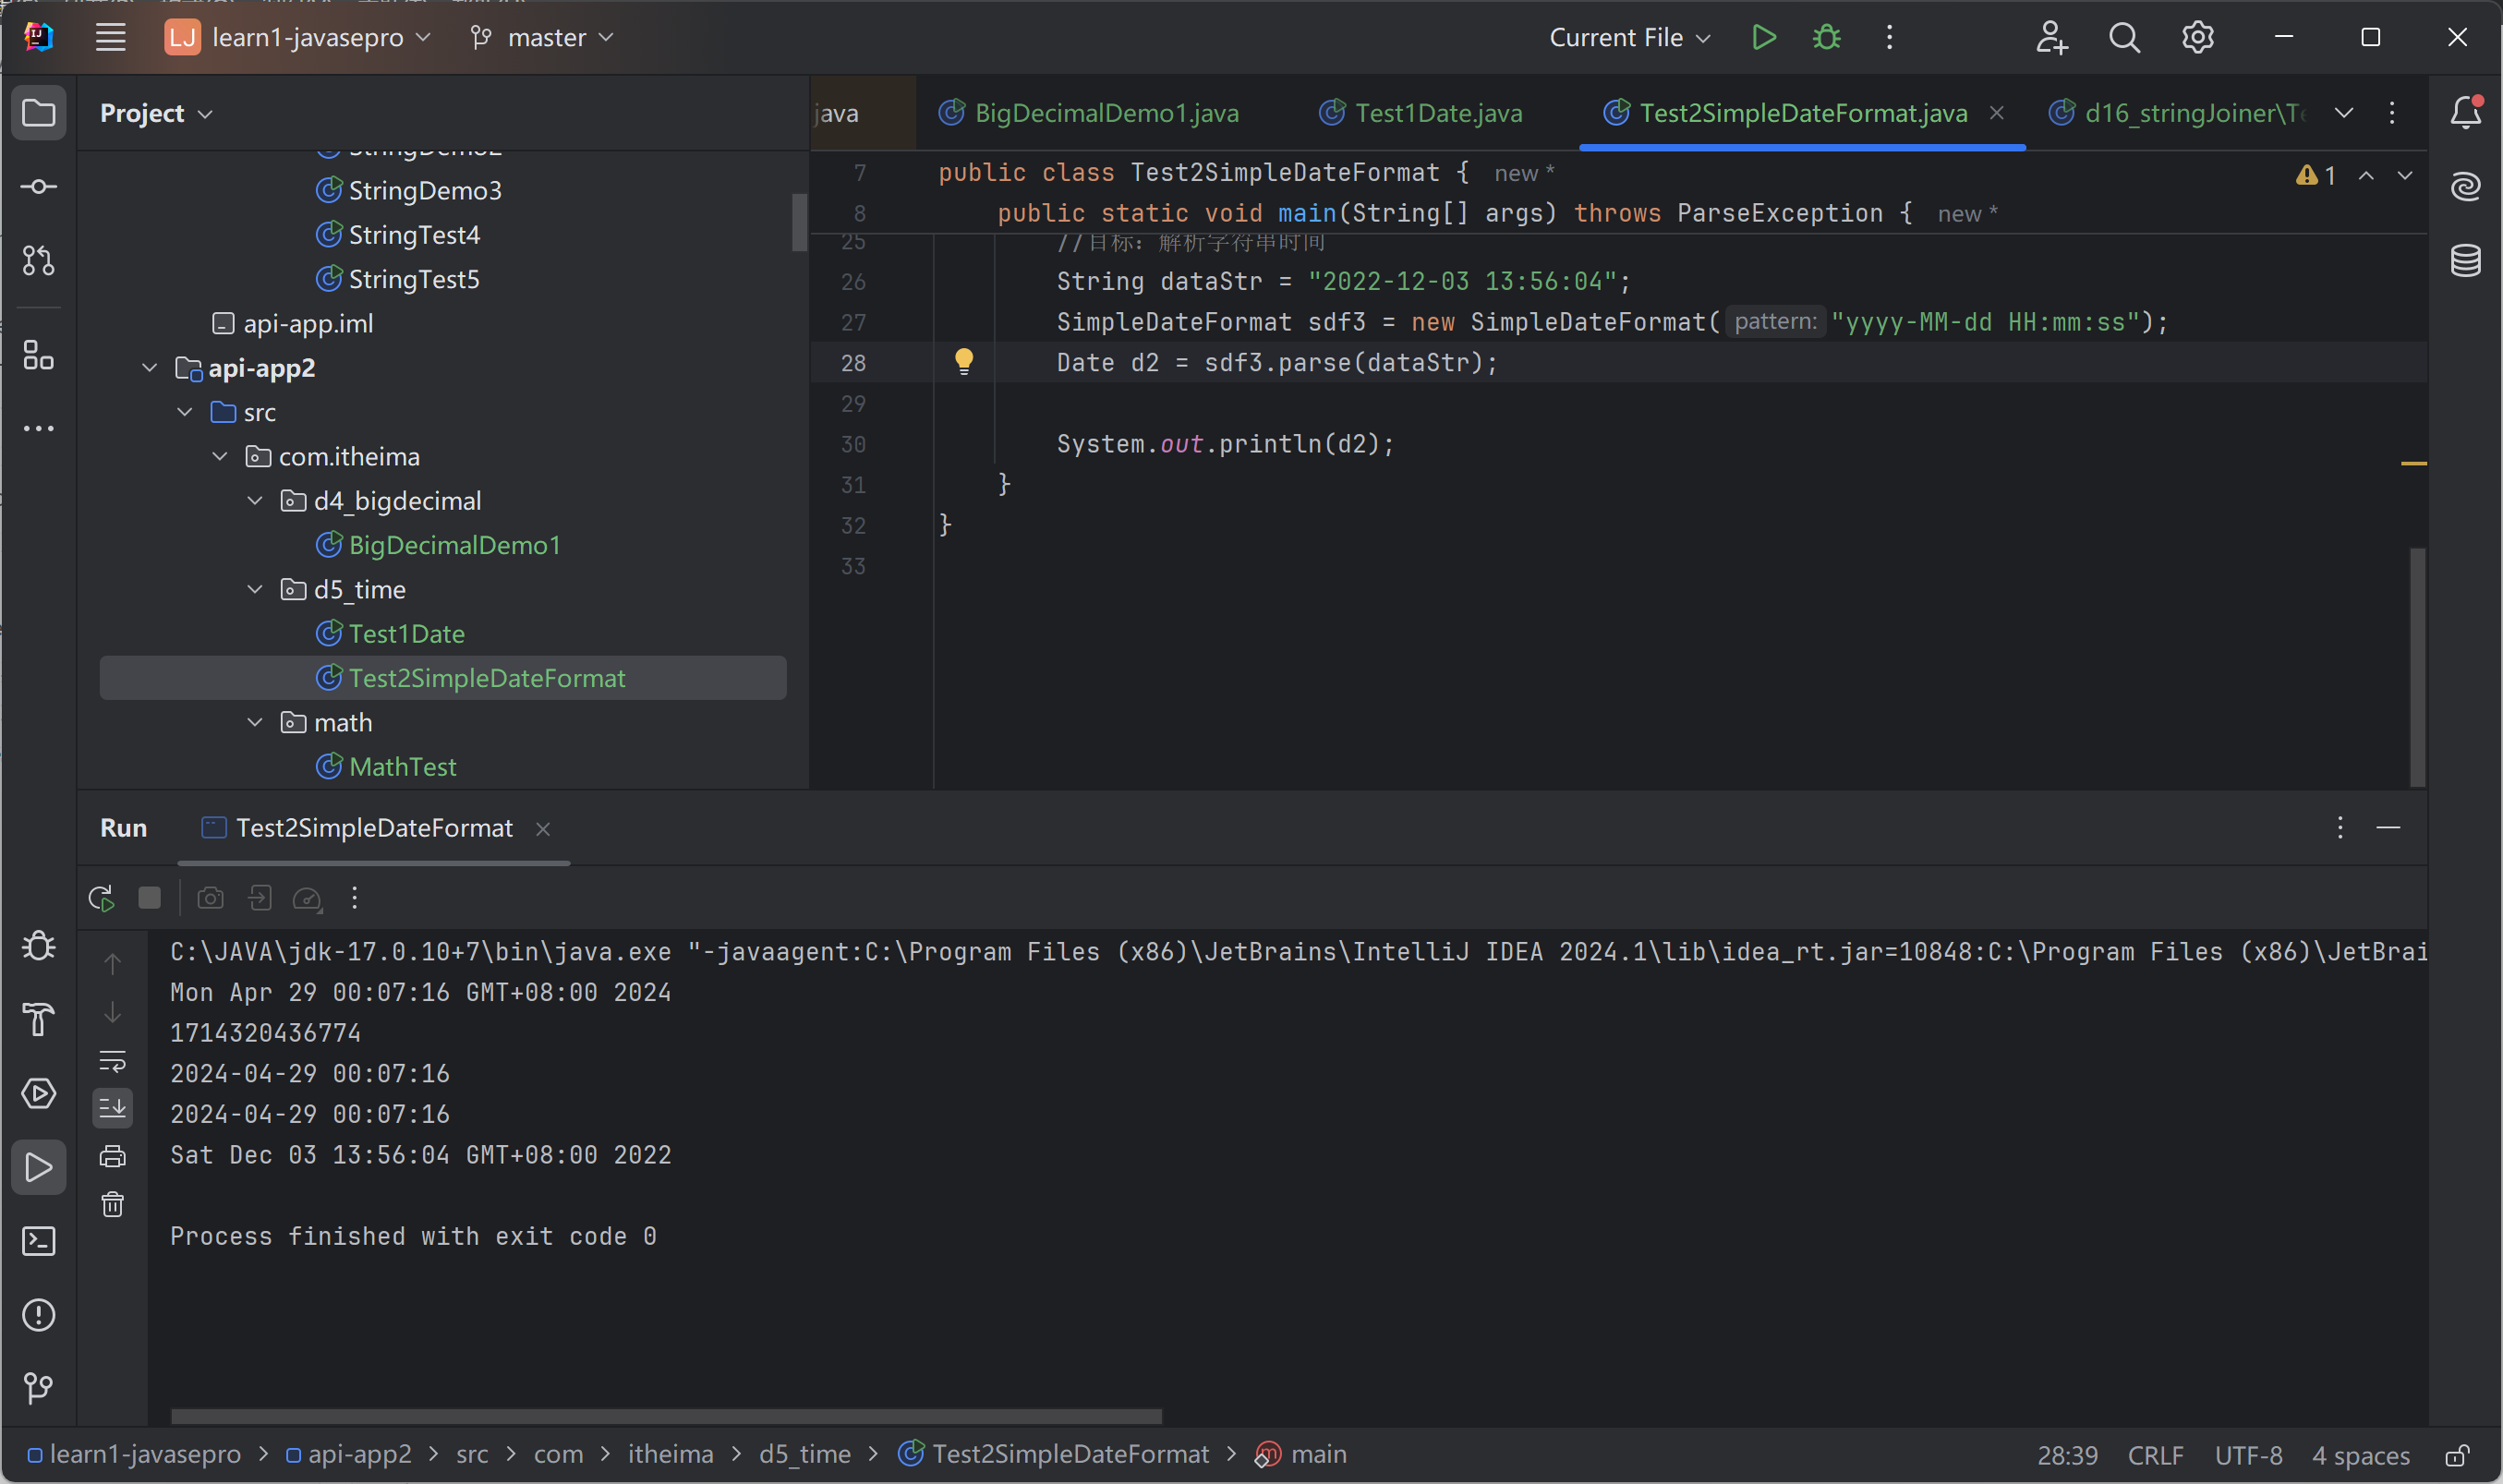 LJ learn1-javasepro master Current File
Project
java BigDecimalDemo1.java Test1Date.java Test2SimpleDateFormat.java d16_stringJoiner\Te
StringDemo2
StringDemo3
StringTest4
StringTest5
api-app.iml
api-app2
src
com.itheima
d4_bigdecimal
BigDecimalDemo1
d5_time
Test1Date
Test2SimpleDateFormat
math
MathTest
7 public class Test2SimpleDateFormat { new *
1
8 public static void main(String[] args) throws ParseException { new *
25 //目标：解析字符串时间
26 String dataStr = "2022-12-03 13:56:04";
27 SimpleDateFormat sdf3 = new SimpleDateFormat( pattern: "yyyy-MM-dd HH:mm:ss");
28 Date d2 = sdf3.parse(dataStr);
29
30 System.out.println(d2);
31 }
32 }
33
Run Test2SimpleDateFormat
C:\JAVA\jdk-17.0.10+7\bin\java.exe "-javaagent:C:\Program Files (x86)\JetBrains\IntelliJ IDEA 2024.1\lib\idea_rt.jar=10848:C:\Program Files (x86)\JetBrai
Mon Apr 29 00:07:16 GMT+08:00 2024
1714320436774
2024-04-29 00:07:16
2024-04-29 00:07:16
Sat Dec 03 13:56:04 GMT+08:00 2022
Process finished with exit code 0
learn1-javasepro > api-app2 > src > com > itheima > d5_time > Test2SimpleDateFormat > main
28:39 CRLF UTF-8 4 spaces